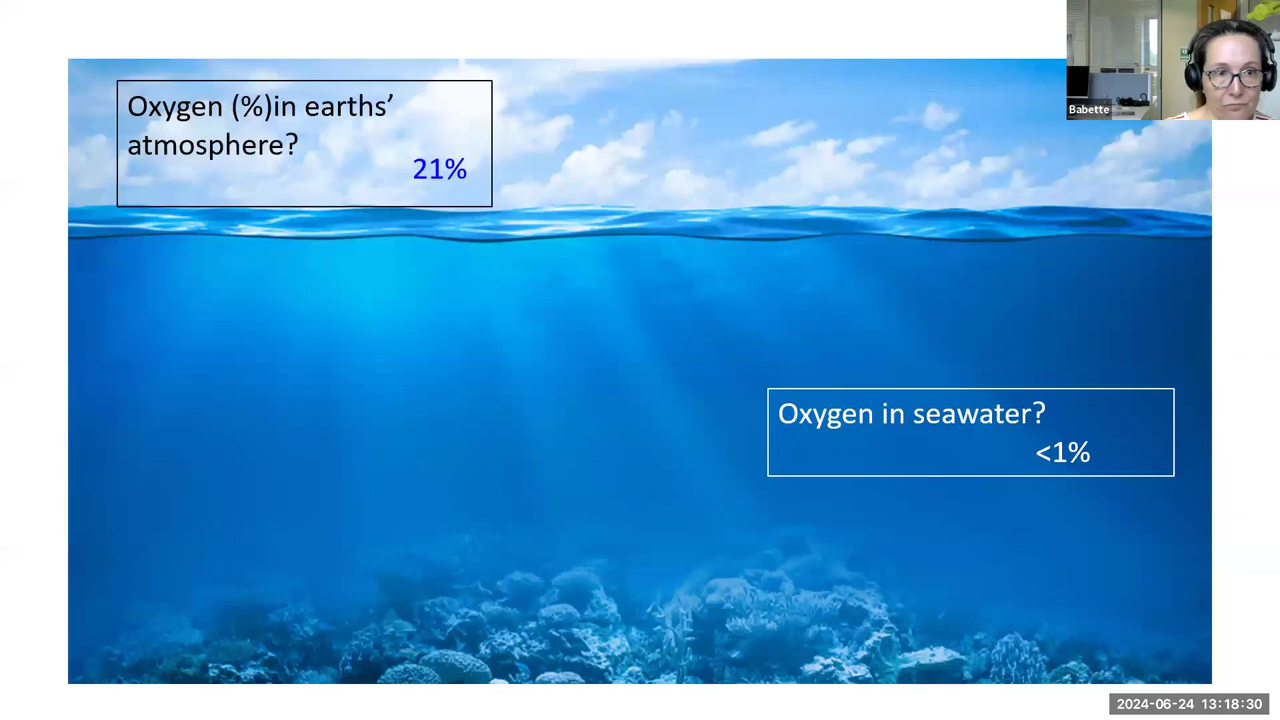 Oxygen (%)in earths’
atmosphere?
21%
Babette
Oxygen in seawater?
<1%
2024-06-24 13:18:30